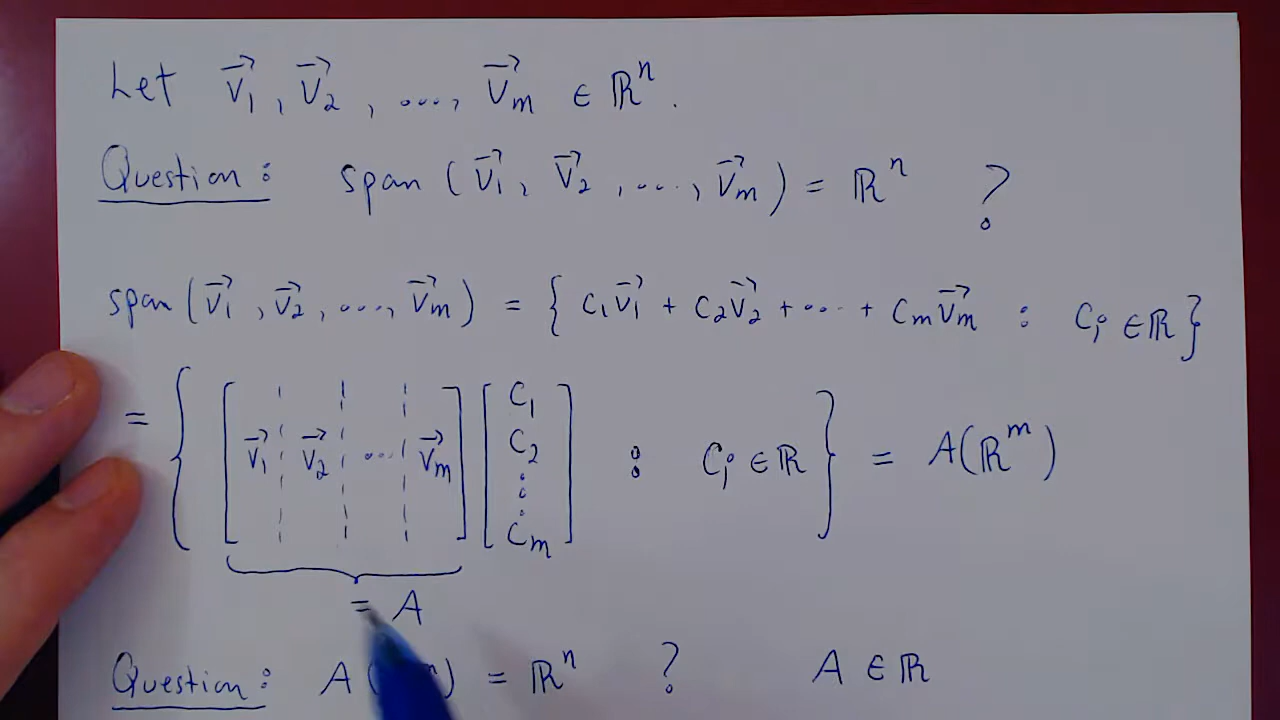 Let v⃗₁, v⃗₂, ..., v⃗ₘ ∈ ℝⁿ.
Question: span(v⃗₁, v⃗₂, ..., v⃗ₘ) = ℝⁿ ?
span(v⃗₁, v⃗₂, ..., v⃗ₘ) = { c₁v⃗₁ + c₂v⃗₂ + ... + cₘv⃗ₘ : cᵢ ∈ ℝ}
= { [ v⃗₁ ¦ v⃗₂ ¦ ... ¦ v⃗ₘ ] [ c₁ c₂ ⋮ cₘ ] : cᵢ ∈ ℝ } = A(ℝᵐ)
= A
Question: A( ) = ℝⁿ ? A ∈ ℝ